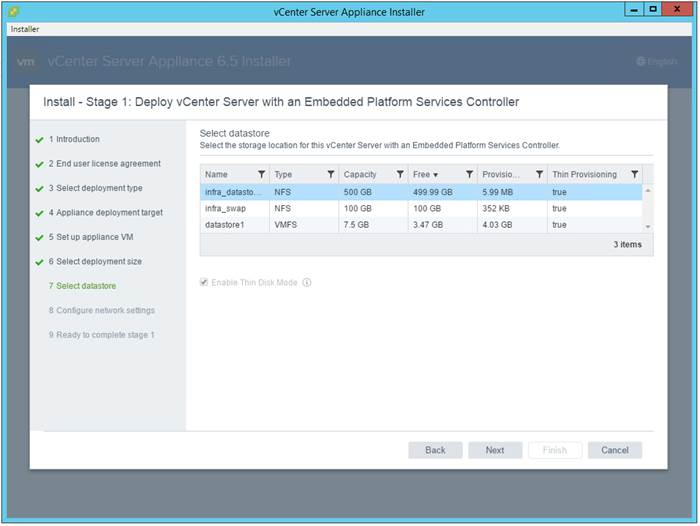 vCenter Server Appliance Installer
Installer
vm vCenter Server Appliance 6.5 Installer English
Install - Stage 1: Deploy vCenter Server with an Embedded Platform Services Controller
1 Introduction
2 End user license agreement
3 Select deployment type
4 Appliance deployment target
5 Set up appliance VM
6 Select deployment size
7 Select datastore
8 Configure network settings
9 Ready to complete stage 1
Select datastore
Select the storage location for this vCenter Server with an Embedded Platform Services Controller.
Name Type Capacity Free Provisio... Thin Provisioning
infra_datasto... NFS 500 GB 499.99 GB 5.99 MB true
infra_swap NFS 100 GB 100 GB 352 KB true
datastore1 VMFS 7.5 GB 3.47 GB 4.03 GB true
3 items
Enable Thin Disk Mode
Back Next Finish Cancel